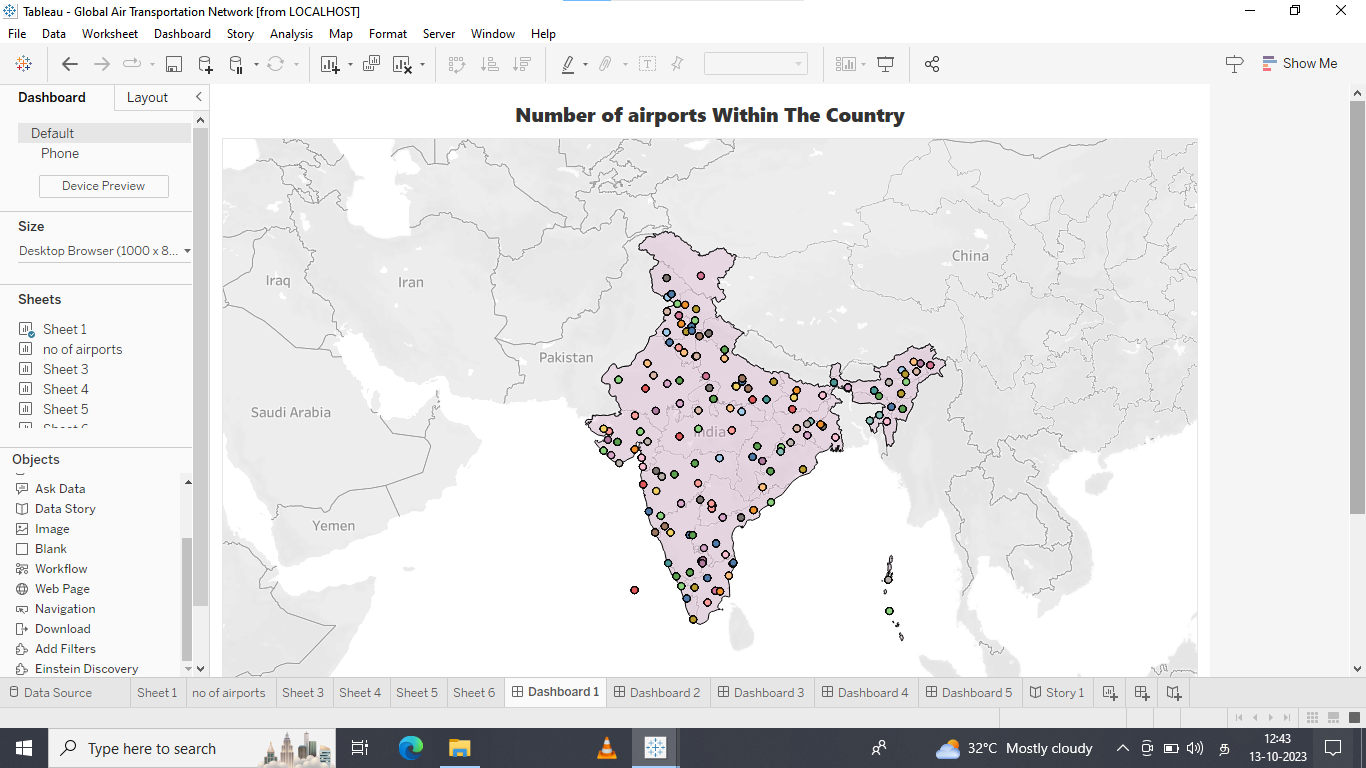 Tableau - Global Air Transportation Network [from LOCALHOST]
File Data Worksheet Dashboard Story Analysis Map Format Server Window Help
Show Me
Dashboard Layout
Default
Phone
Device Preview
Size
Desktop Browser (1000 x 8...
Sheets
Sheet 1
no of airports
Sheet 3
Sheet 4
Sheet 5
Objects
Ask Data
Data Story
Image
Blank
Workflow
Web Page
Navigation
Download
Add Filters
Einstein Discovery
Number of airports Within The Country
China
Iraq
Iran
Pakistan
Saudi Arabia
India
Yemen
Data Source Sheet 1 no of airports Sheet 3 Sheet 4 Sheet 5 Sheet 6 Dashboard 1 Dashboard 2 Dashboard 3 Dashboard 4 Dashboard 5 Story 1
Type here to search
32°C Mostly cloudy
12:43
13-10-2023